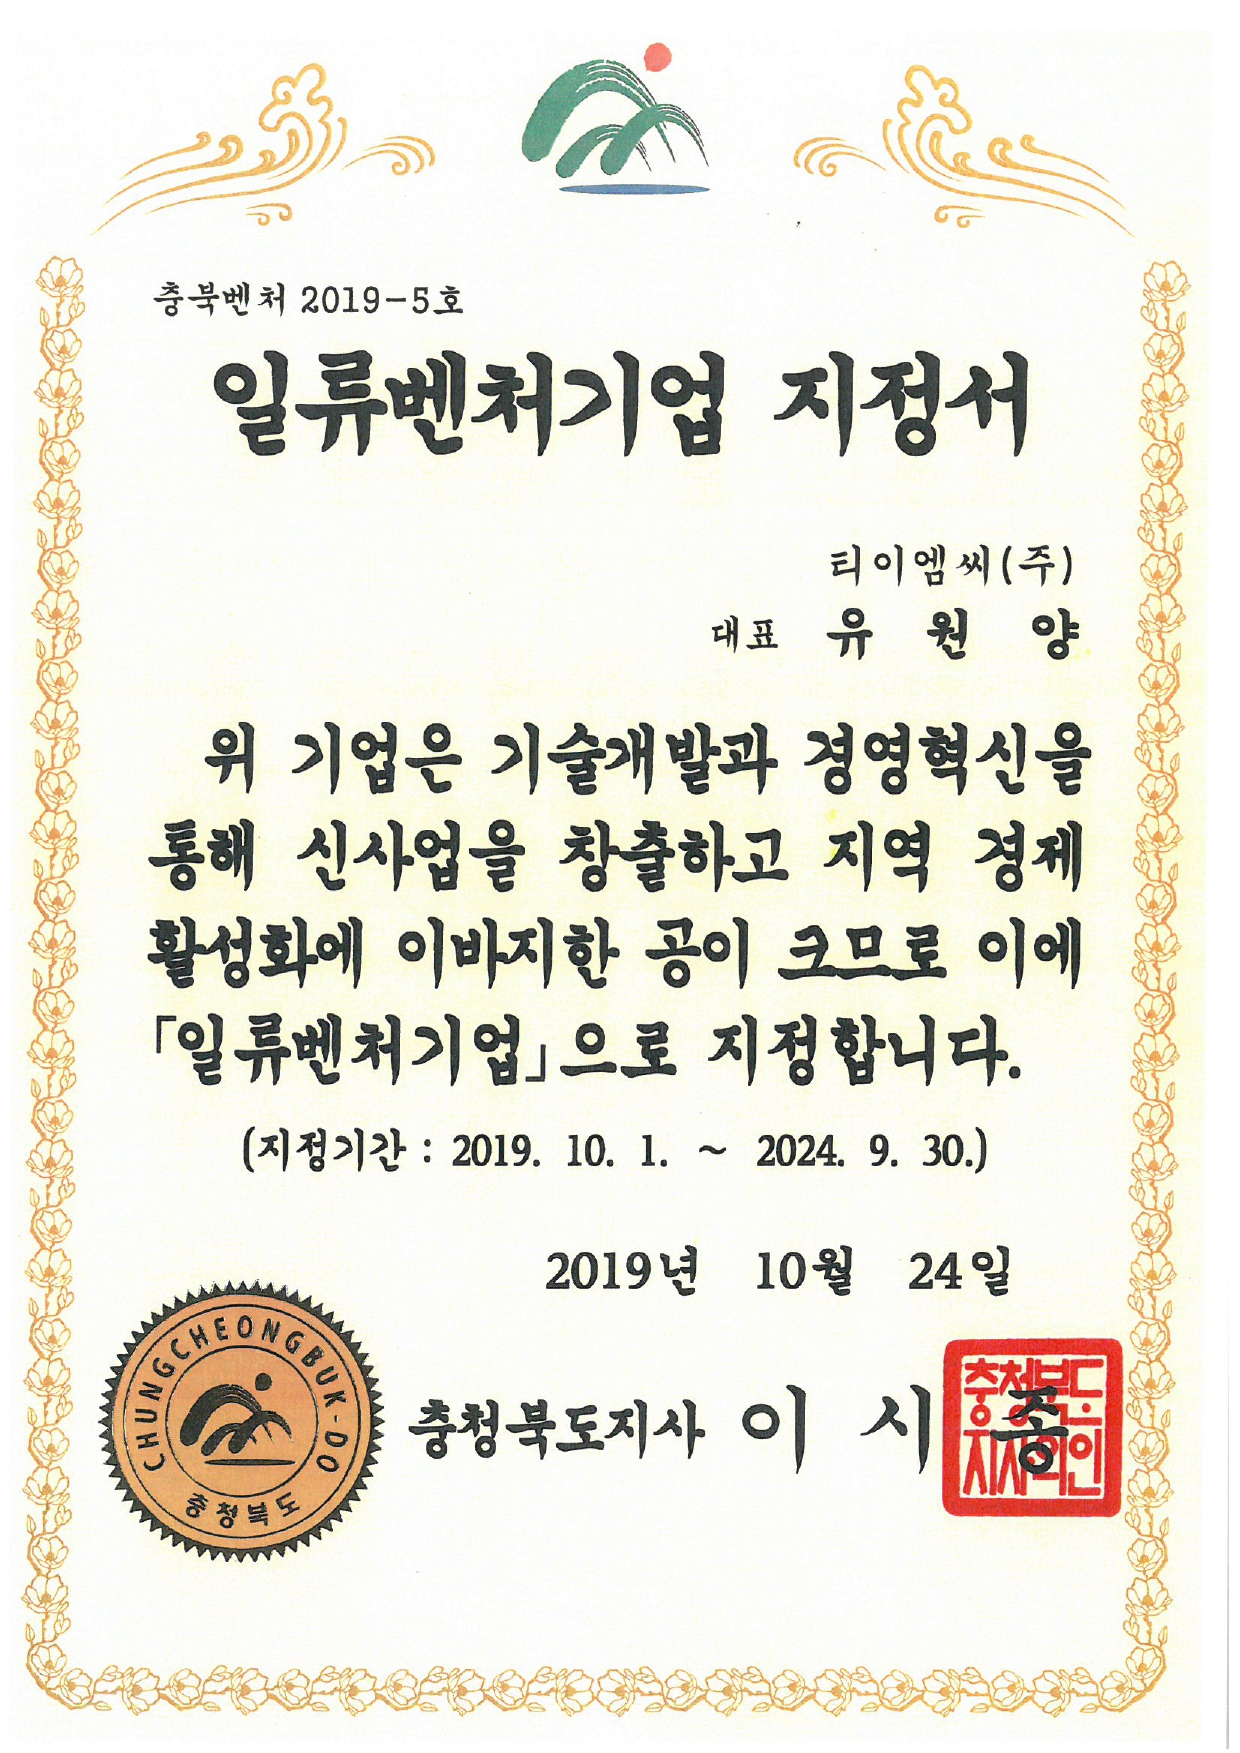 충북벤처 2019-5호
일류벤처기업 지정서
티이엠씨(주)
대표 유 원 양
위 기업은 기술개발과 경영혁신을
통해 신사업을 창출하고 지역 경제
활성화에 이바지한 공이 크므로 이에
「일류벤처기업」으로 지정합니다.
(지정기간 : 2019. 10. 1. ~ 2024. 9. 30.)
2019년 10월 24일
CHUNGCHEONGBUK-DO
충청북도
충청북도지사 이 시 종
충청북도
지사의인